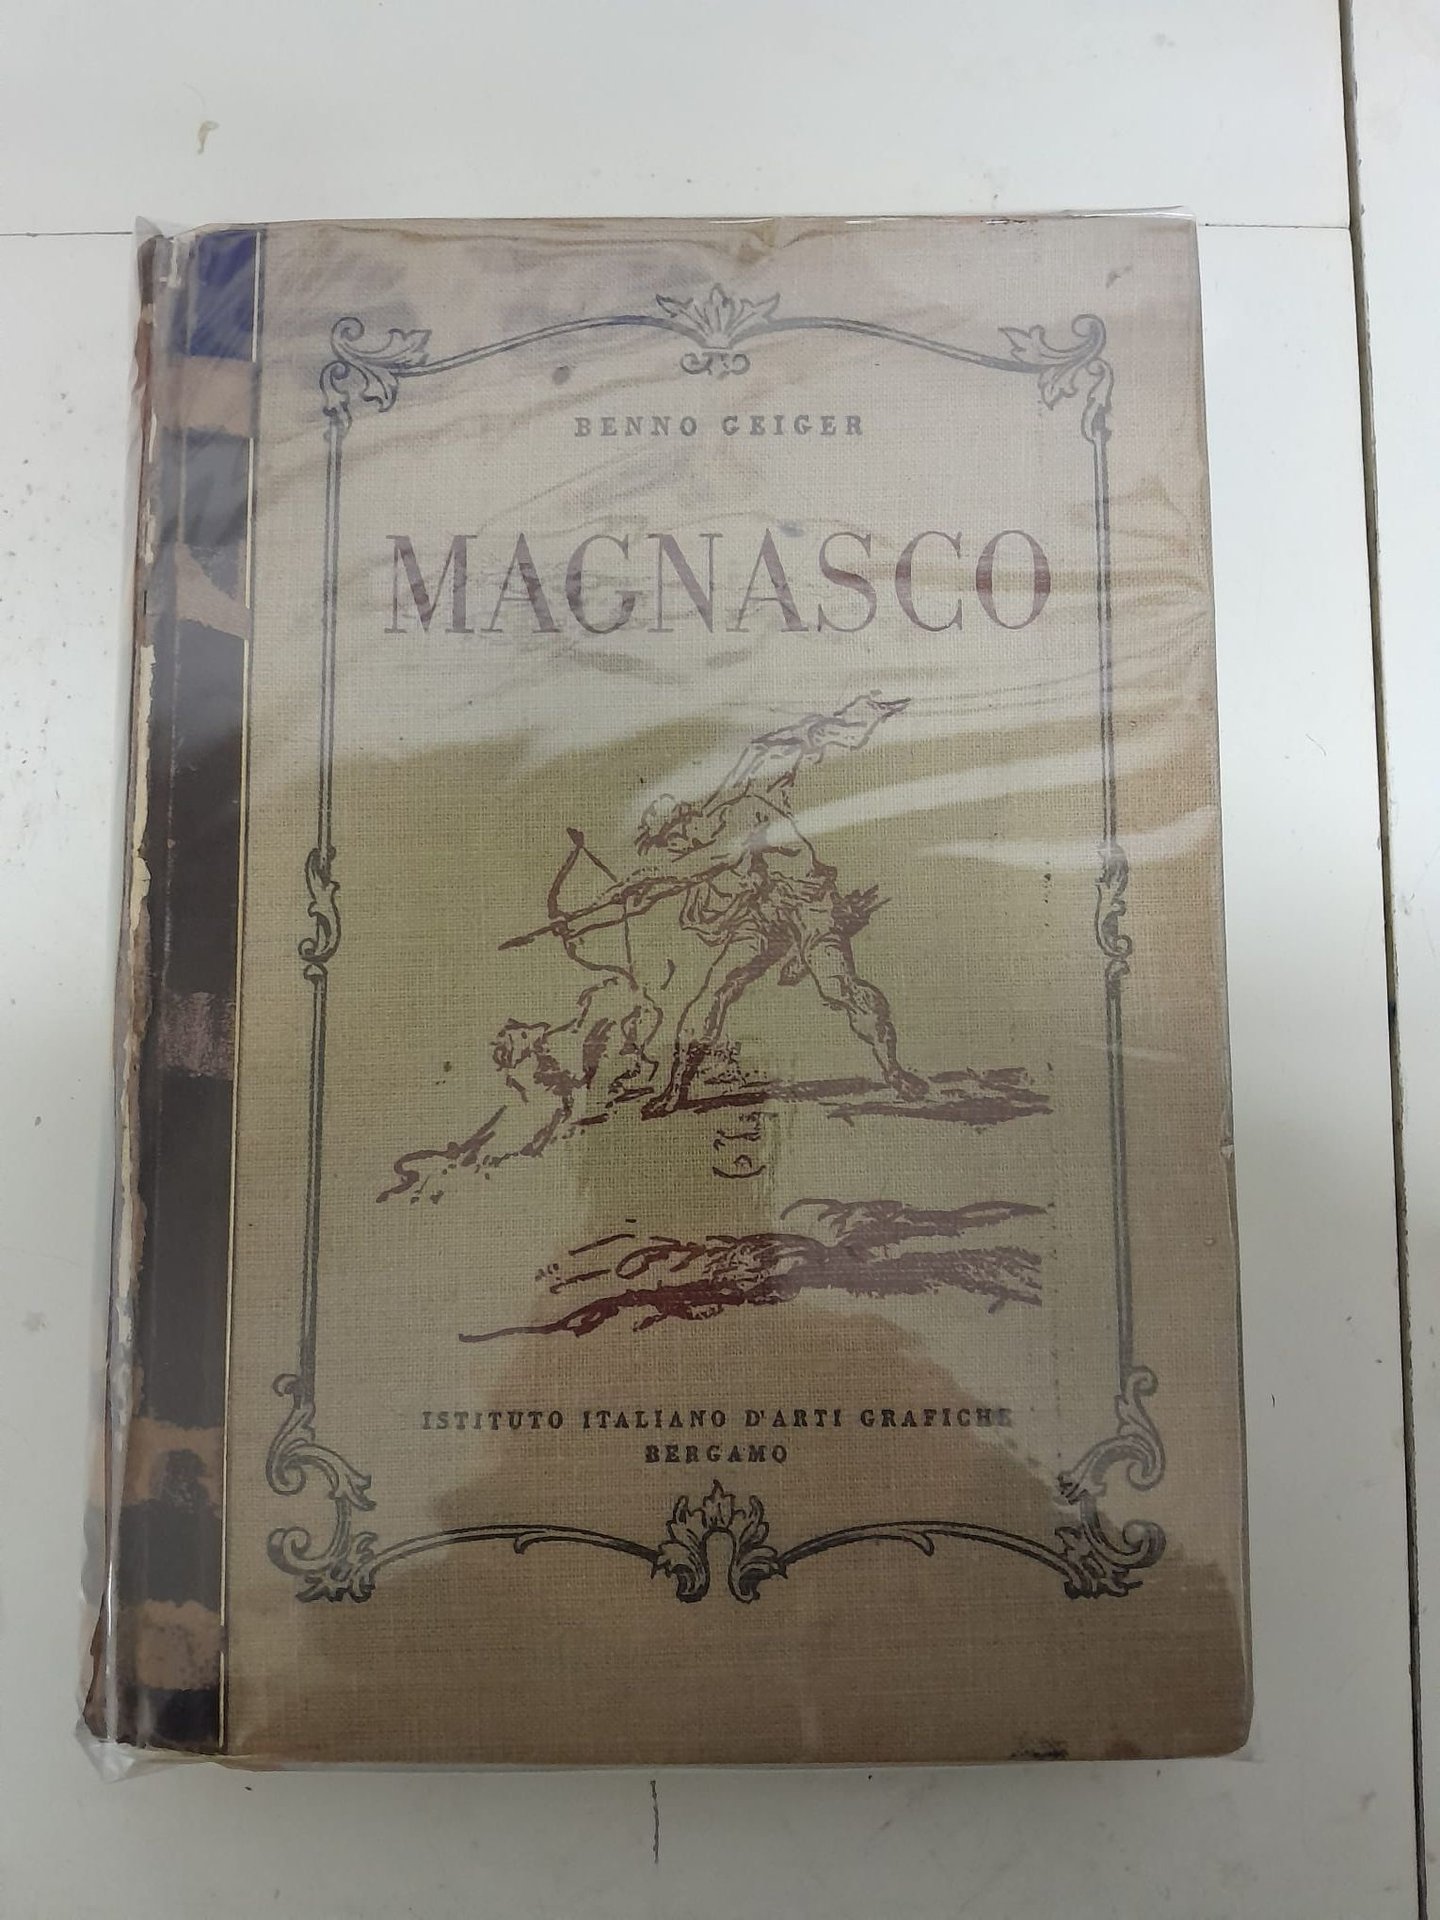 BENNO GEIGER
MAGNASCO
ISTITUTO ITALIANO D'ARTI GRAFICHE
BERGAMO